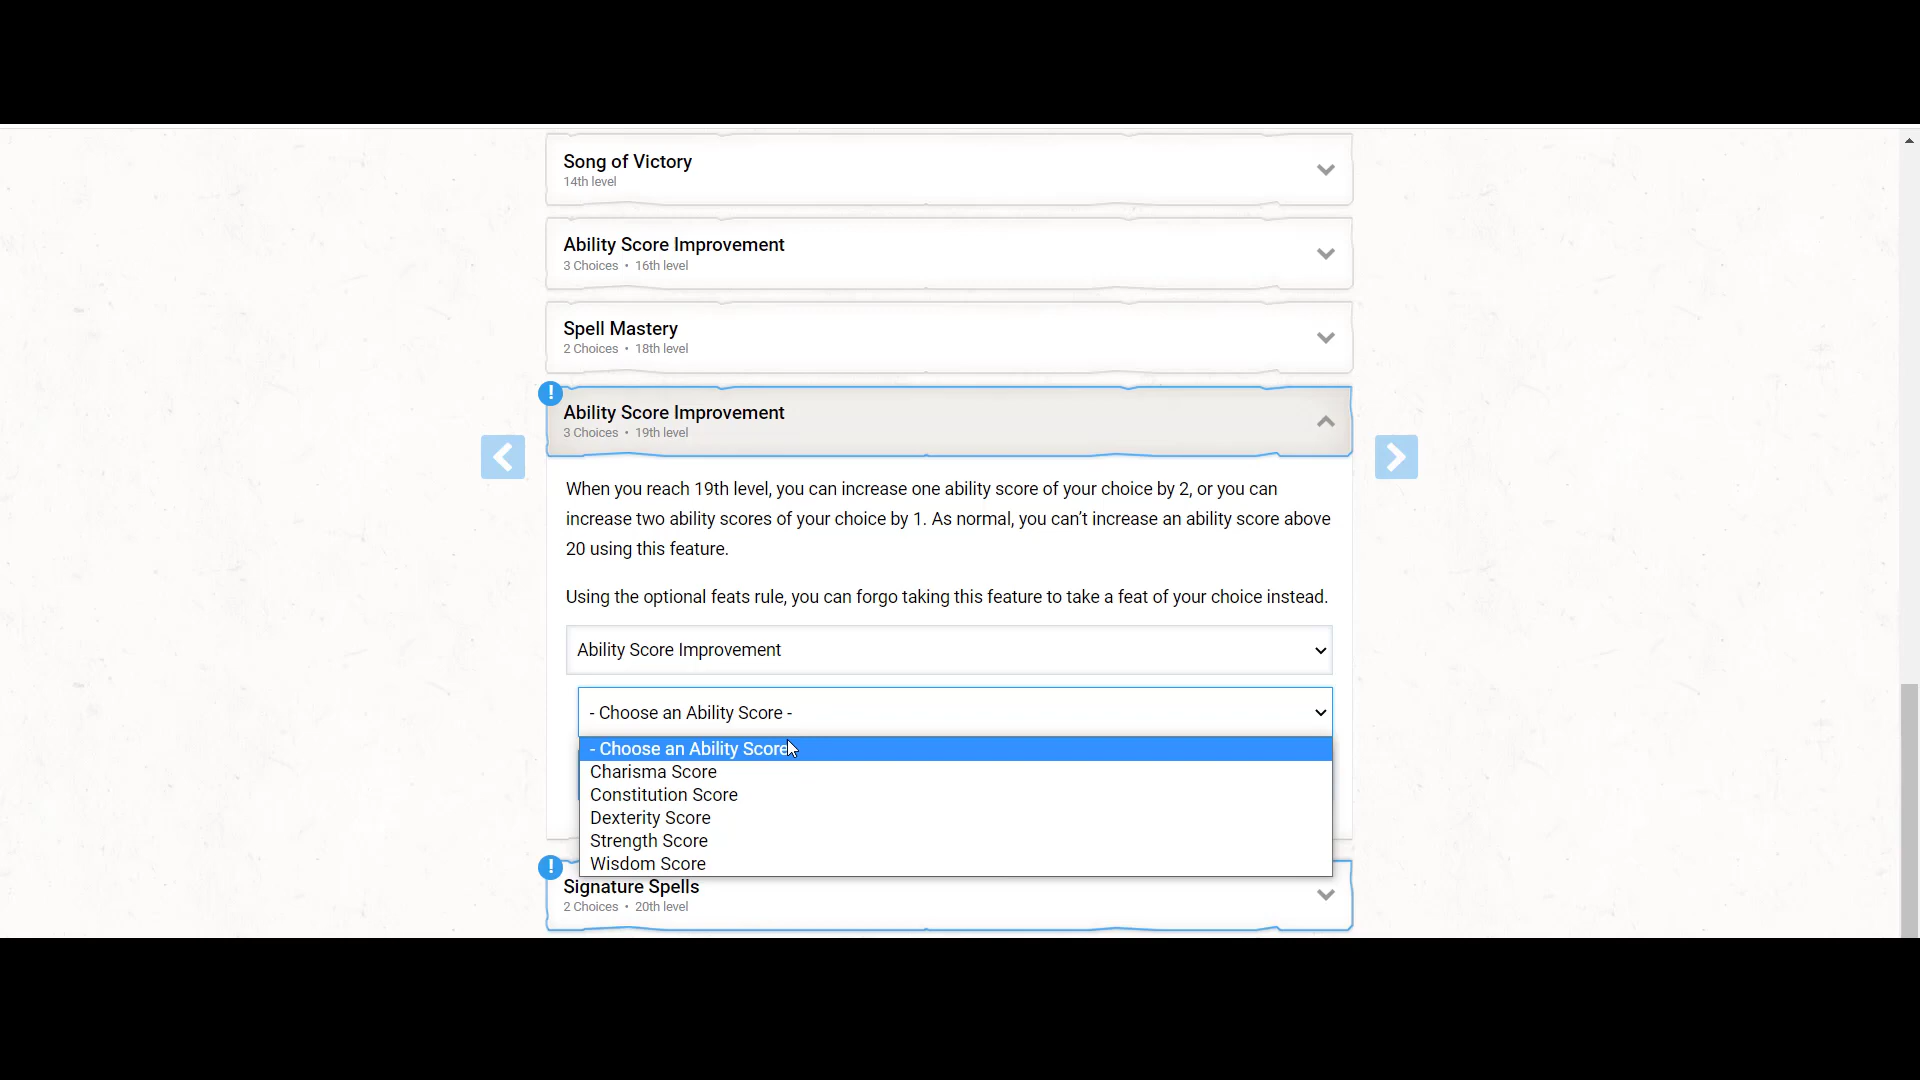 Song of Victory
14th level
Ability Score Improvement
3 Choices • 16th level
Spell Mastery
2 Choices • 18th level
!
Ability Score Improvement
3 Choices • 19th level
When you reach 19th level, you can increase one ability score of your choice by 2, or you can
increase two ability scores of your choice by 1. As normal, you can’t increase an ability score above
20 using this feature.
Using the optional feats rule, you can forgo taking this feature to take a feat of your choice instead.
Ability Score Improvement
- Choose an Ability Score -
- Choose an Ability Score
Charisma Score
Constitution Score
Dexterity Score
Strength Score
Wisdom Score
!
Signature Spells
2 Choices • 20th level